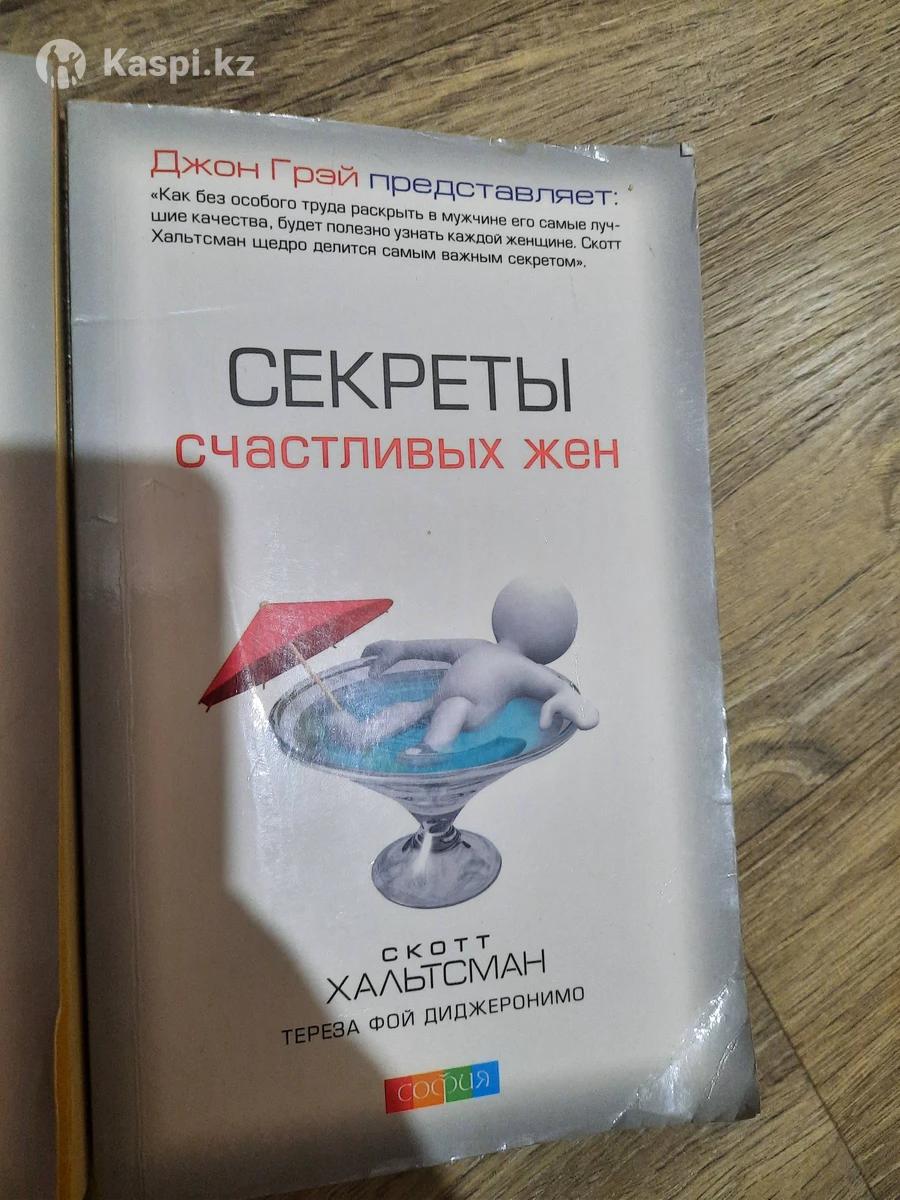 Kaspi.kz
Джон Грэй представляет:
«Как без особого труда раскрыть в мужчине его самые луч-
шие качества, будет полезно узнать каждой женщине. Скотт
Хальтсман щедро делится самым важным секретом».
СЕКРЕТЫ
счастливых жен
СКОТТ
ХАЛЬТСМАН
ТЕРЕЗА ФОЙ ДИДЖЕРОНИМО
СОФИЯ